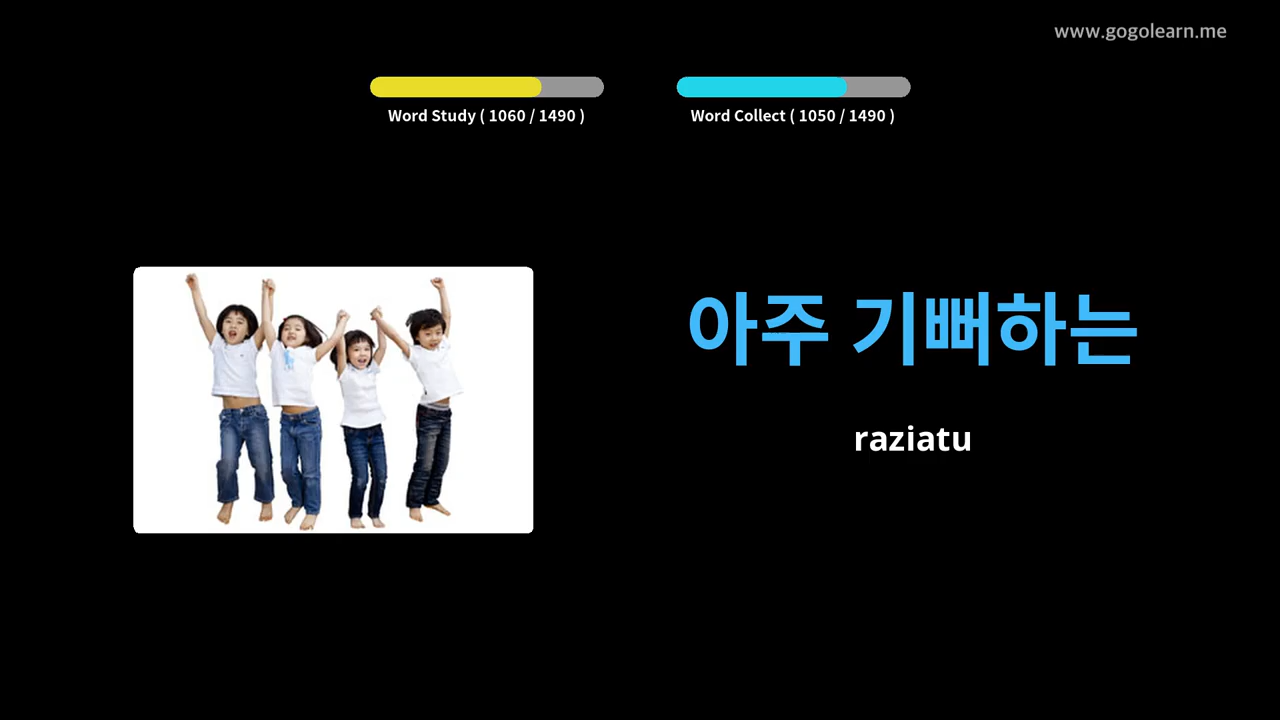 www.gogolearn.me
Word Study ( 1060 / 1490 )
Word Collect ( 1050 / 1490 )
아주 기뻐하는
raziatu